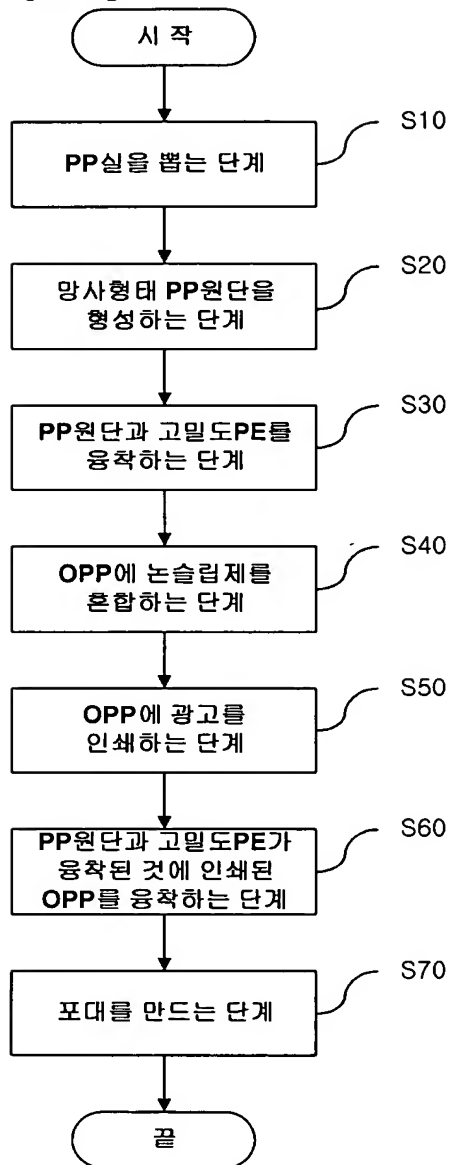 시 작
S10
PP실을 뽑는 단계
S20
망사형태 PP원단을
형성하는 단계
S30
PP원단과 고밀도PE를
융착하는 단계
S40
OPP에 논슬립제를
혼합하는 단계
S50
OPP에 광고를
인쇄하는 단계
S60
PP원단과 고밀도PE가
융착된 것에 인쇄된
OPP를 융착하는 단계
S70
포대를 만드는 단계
끝